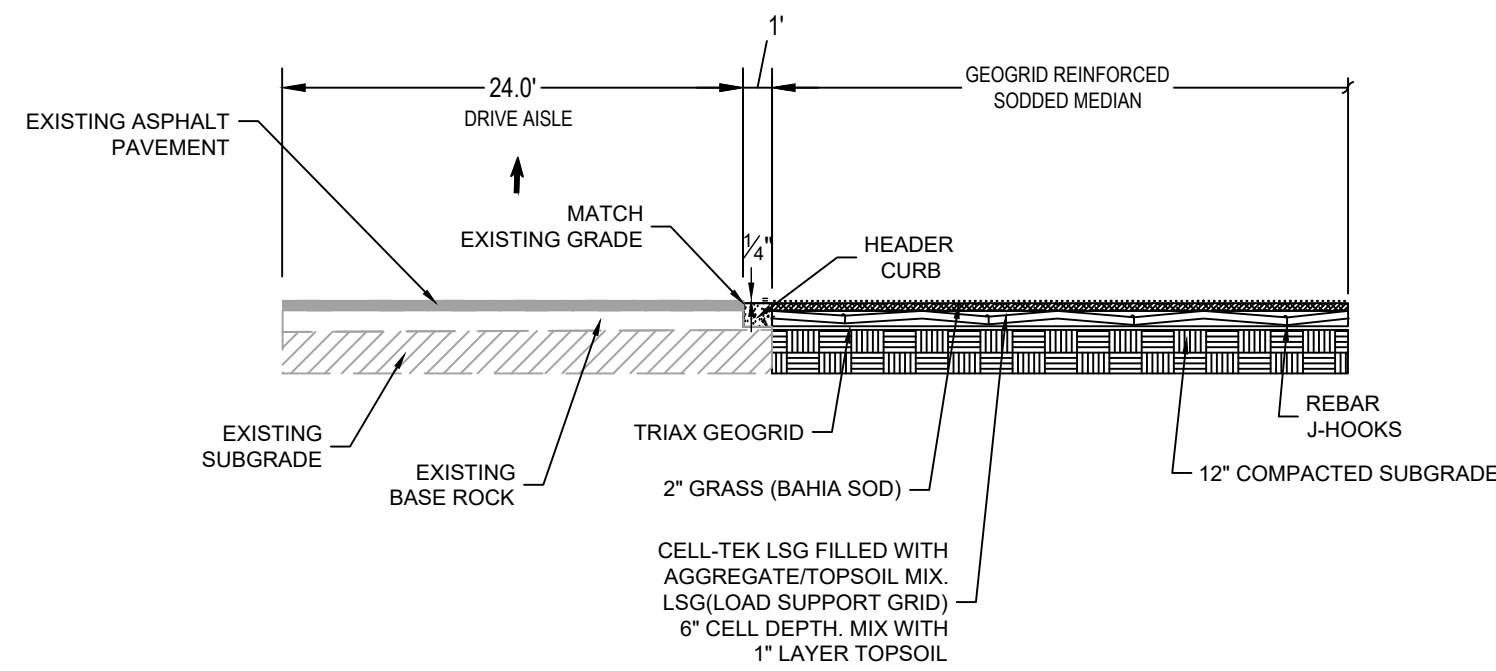 1'
24.0'
DRIVE AISLE
GEOGRID REINFORCED
SODDED MEDIAN
EXISTING ASPHALT
PAVEMENT
MATCH
EXISTING GRADE
1/4"
HEADER
CURB
EXISTING
SUBGRADE
EXISTING
BASE ROCK
TRIAX GEOGRID
2" GRASS (BAHIA SOD)
CELL-TEK LSG FILLED WITH
AGGREGATE/TOPSOIL MIX.
LSG(LOAD SUPPORT GRID)
6" CELL DEPTH. MIX WITH
1" LAYER TOPSOIL
REBAR
J-HOOKS
12" COMPACTED SUBGRADE